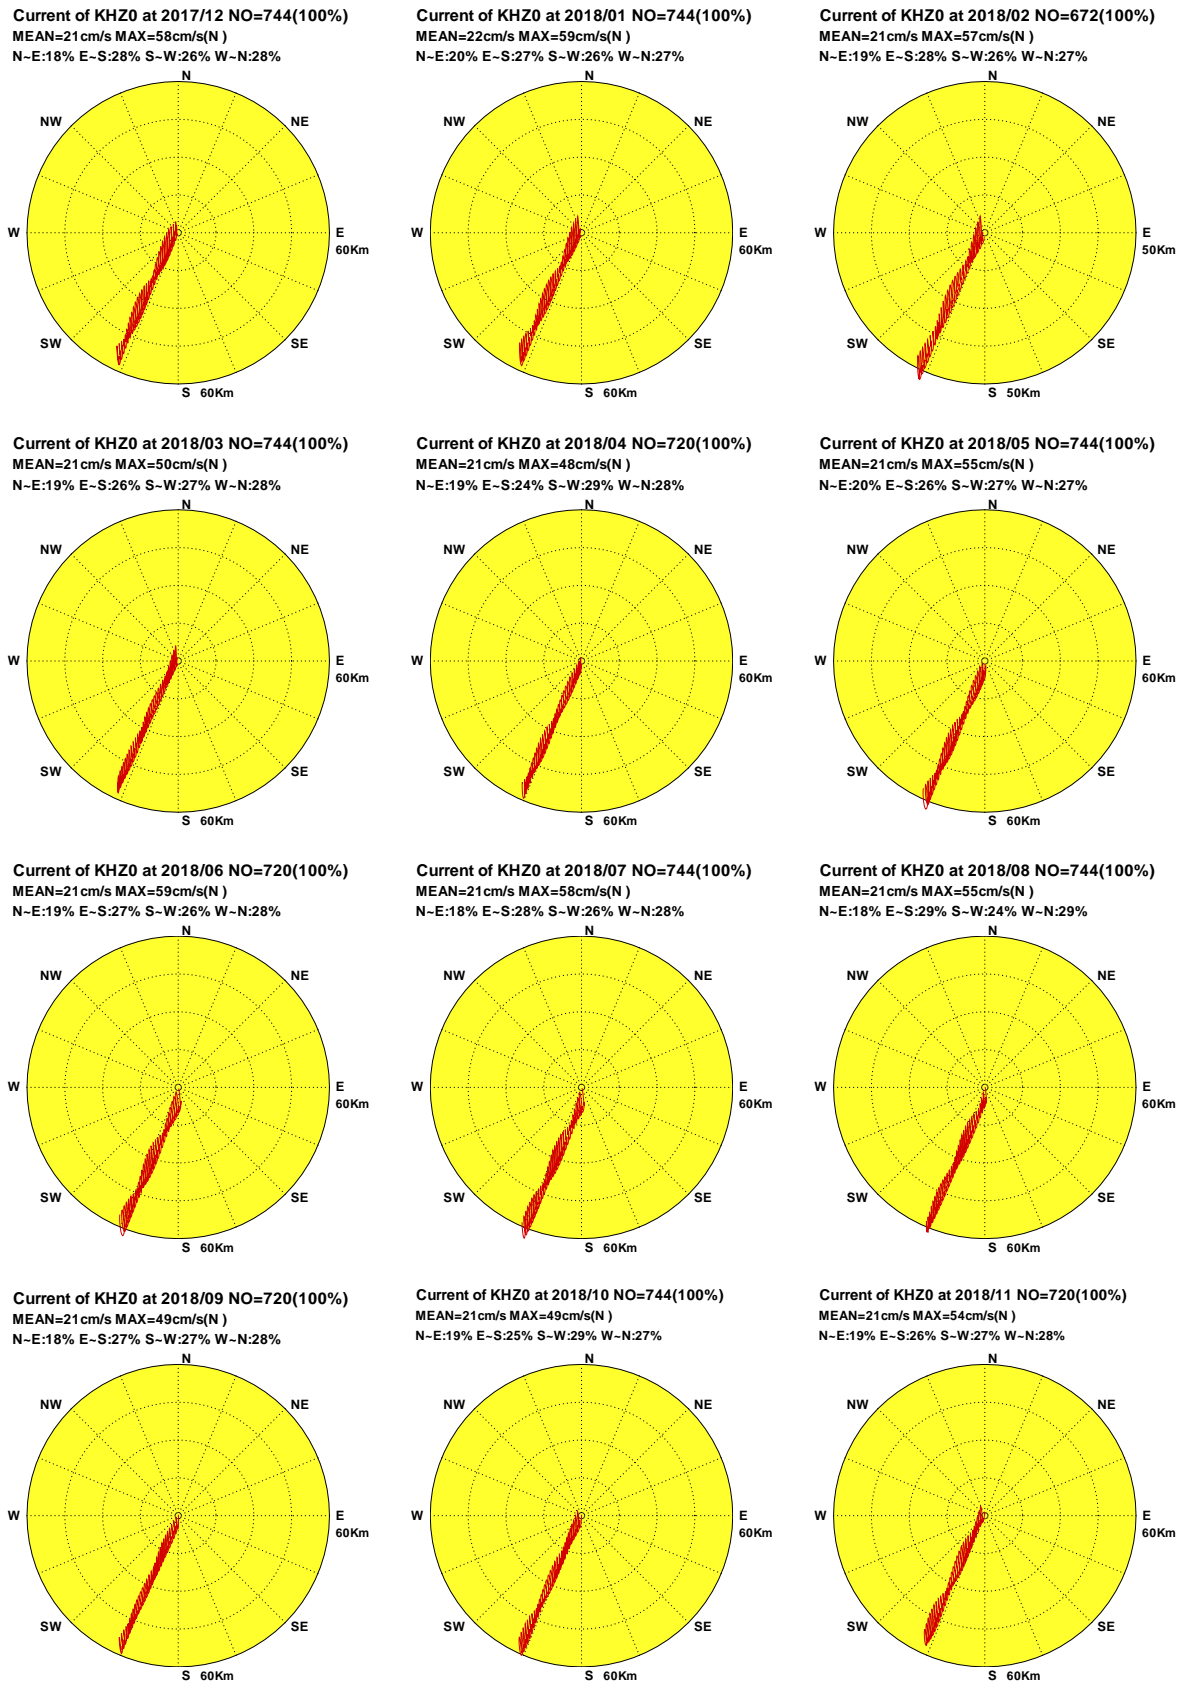 Current of KHZ0 at 2017/12 NO=744(100%)
MEAN=21cm/s MAX=58cm/s(N )
N~E:18% E~S:28% S~W:26% W~N:28%
N
NW
NE
W
E
60Km
SW
SE
S 60Km
Current of KHZ0 at 2018/01 NO=744(100%)
MEAN=22cm/s MAX=59cm/s(N )
N~E:20% E~S:27% S~W:26% W~N:27%
N
NW
NE
W
E
60Km
SW
SE
S 60Km
Current of KHZ0 at 2018/02 NO=672(100%)
MEAN=21cm/s MAX=57cm/s(N )
N~E:19% E~S:28% S~W:26% W~N:27%
N
NW
NE
W
E
50Km
SW
SE
S 50Km
Current of KHZ0 at 2018/03 NO=744(100%)
MEAN=21cm/s MAX=50cm/s(N )
N~E:19% E~S:26% S~W:27% W~N:28%
N
NW
NE
W
E
60Km
SW
SE
S 60Km
Current of KHZ0 at 2018/04 NO=720(100%)
MEAN=21cm/s MAX=48cm/s(N )
N~E:19% E~S:24% S~W:29% W~N:28%
N
NW
NE
W
E
60Km
SW
SE
S 60Km
Current of KHZ0 at 2018/05 NO=744(100%)
MEAN=21cm/s MAX=55cm/s(N )
N~E:20% E~S:26% S~W:27% W~N:27%
N
NW
NE
W
E
60Km
SW
SE
S 60Km
Current of KHZ0 at 2018/06 NO=720(100%)
MEAN=21cm/s MAX=59cm/s(N )
N~E:19% E~S:27% S~W:26% W~N:28%
N
NW
NE
W
E
60Km
SW
SE
S 60Km
Current of KHZ0 at 2018/07 NO=744(100%)
MEAN=21cm/s MAX=58cm/s(N )
N~E:18% E~S:28% S~W:26% W~N:28%
N
NW
NE
W
E
60Km
SW
SE
S 60Km
Current of KHZ0 at 2018/08 NO=744(100%)
MEAN=21cm/s MAX=55cm/s(N )
N~E:18% E~S:29% S~W:24% W~N:29%
N
NW
NE
W
E
60Km
SW
SE
S 60Km
Current of KHZ0 at 2018/09 NO=720(100%)
MEAN=21cm/s MAX=49cm/s(N )
N~E:18% E~S:27% S~W:27% W~N:28%
N
NW
NE
W
E
60Km
SW
SE
S 60Km
Current of KHZ0 at 2018/10 NO=744(100%)
MEAN=21cm/s MAX=49cm/s(N )
N~E:19% E~S:25% S~W:29% W~N:27%
N
NW
NE
W
E
60Km
SW
SE
S 60Km
Current of KHZ0 at 2018/11 NO=720(100%)
MEAN=21cm/s MAX=54cm/s(N )
N~E:19% E~S:26% S~W:27% W~N:28%
N
NW
NE
W
E
60Km
SW
SE
S 60Km